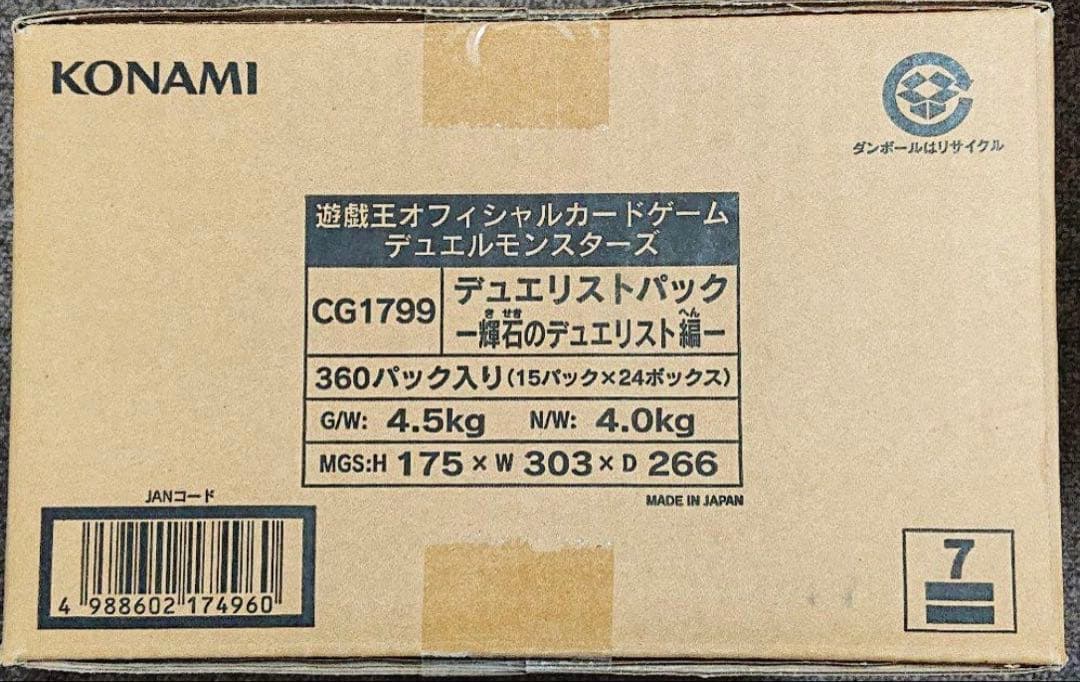 KONAMI
ダンボールはリサイクル
遊戯王オフィシャルカードゲーム
デュエルモンスターズ
CG1799
デュエリストパック
き せき へん
ー輝石のデュエリスト編ー
360パック入り(15パック×24ボックス)
G/W: 4.5kg N/W: 4.0kg
MGS:H 175 × W 303 × D 266
MADE IN JAPAN
JANコード
4 988602 174960
7